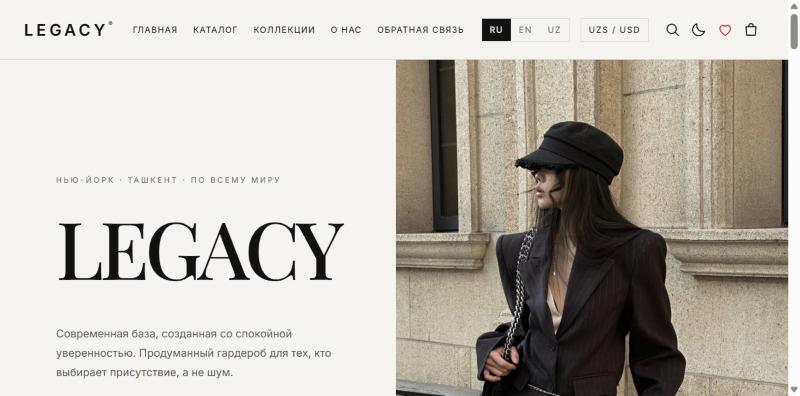 LEGACY®
ГЛАВНАЯ КАТАЛОГ КОЛЛЕКЦИИ О НАС ОБРАТНАЯ СВЯЗЬ RU EN UZ UZS / USD
НЬЮ-ЙОРК · ТАШКЕНТ · ПО ВСЕМУ МИРУ
LEGACY
Современная база, созданная со спокойной
уверенностью. Продуманный гардероб для тех, кто
выбирает присутствие, а не шум.